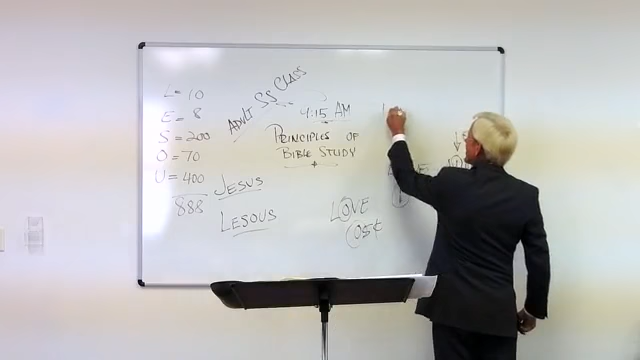 L = 10
E = 8
S = 200
O = 70
U = 400
888
ADULT SS CLASS
9:15 AM
PRINCIPLES OF
BIBLE STUDY
JESUS
LESOUS
LOVE